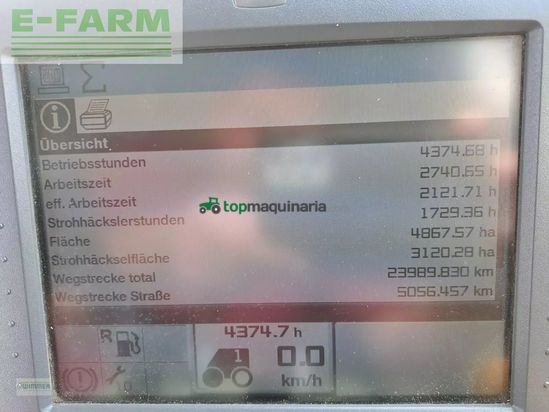 E-FARM
Übersicht
Betriebsstunden 4374.68 h
Arbeitszeit 2740.65 h
eff. Arbeitszeit 2121.71 h
Strohhäckslerstunden 1729.36 h
Fläche 4867.57 ha
Strohhäckselfläche 3120.28 ha
Wegstrecke total 23989.830 km
Wegstrecke Straße 5056.457 km
topmaquinaria
4374.7 h
R
1
0.0
km/h
WIMMER